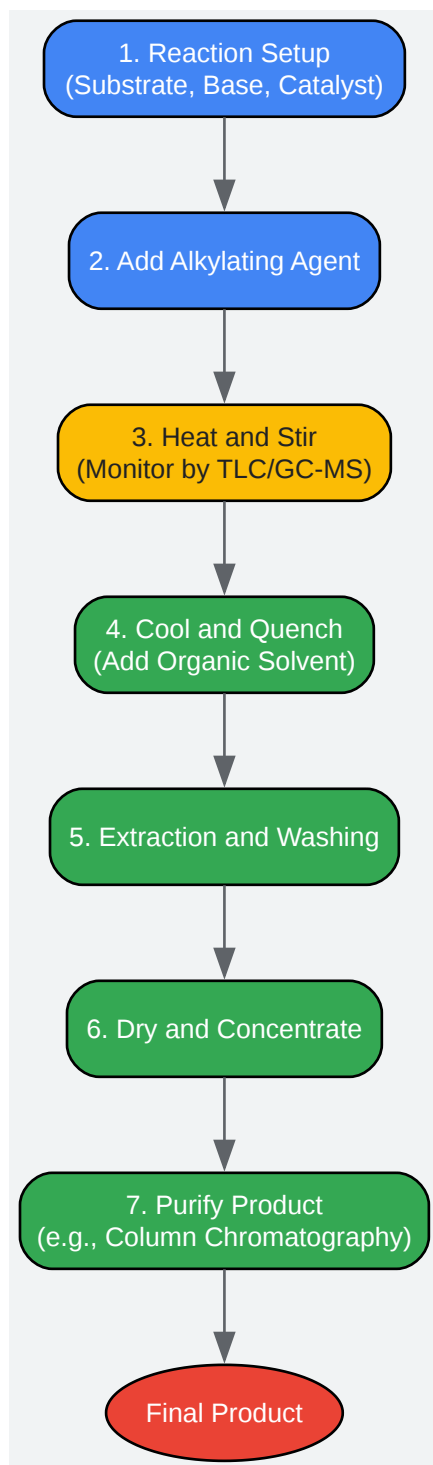 1. Reaction Setup
(Substrate, Base, Catalyst)
2. Add Alkylating Agent
3. Heat and Stir
(Monitor by TLC/GC-MS)
4. Cool and Quench
(Add Organic Solvent)
5. Extraction and Washing
6. Dry and Concentrate
7. Purify Product
(e.g., Column Chromatography)
Final Product